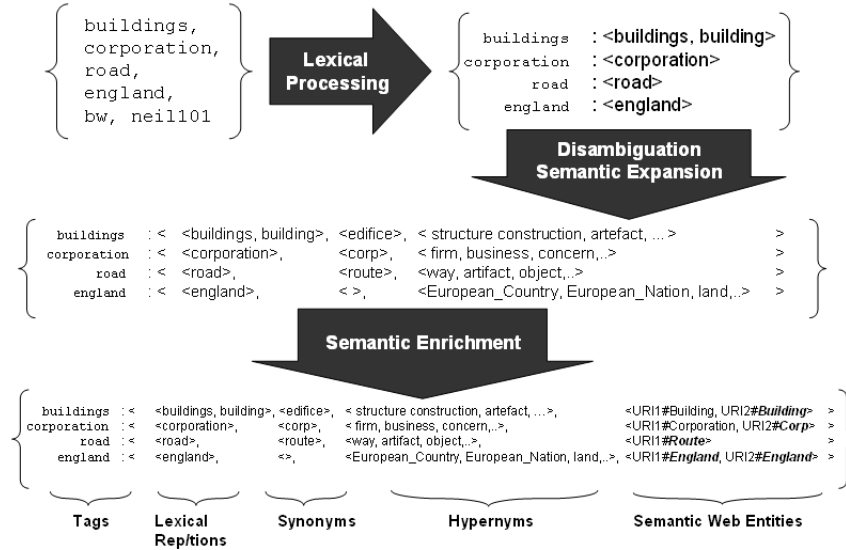 buildings,
corporation,
road,
england,
bw, neil101
Lexical
Processing
buildings : <buildings, building>
corporation : <corporation>
road : <road>
england : <england>
Disambiguation
Semantic Expansion
buildings : < <buildings, building>, <edifice>, < structure construction, artefact, ... > >
corporation : < <corporation>, <corp>, < firm, business, concern,..> >
road : < <road>, <route>, <way, artifact, object,..> >
england : < <england>, < >, <European_Country, European_Nation, land,..> >
Semantic Enrichment
buildings : < <buildings, building>, <edifice>, < structure construction, artefact, ...>, <URI1#Building, URI2#Building> >
corporation : < <corporation>, <corp>, < firm, business, concern,..>, <URI1#Corporation, URI2#Corp> >
road : < <road>, <route>, <way, artifact, object,..>, <URI1#Route> >
england : < <england>, <>, <European_Country, European_Nation, land,..>, <URI1#England, URI2#England> >
Tags Lexical Rep/tions Synonyms Hypernyms Semantic Web Entities